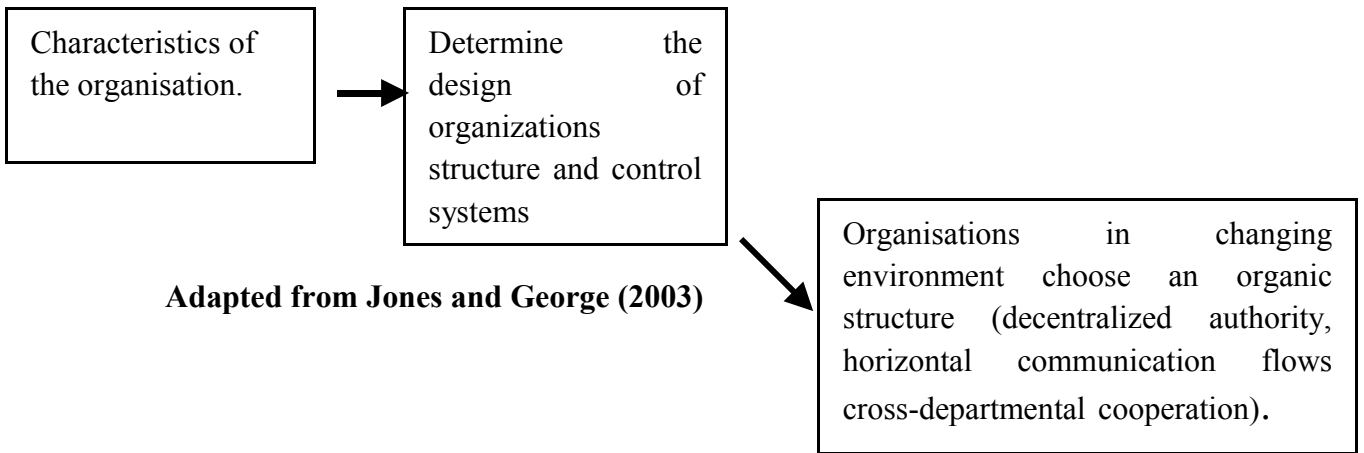 Characteristics of
the organisation.
Determine the
design of
organizations
structure and control
systems
Adapted from Jones and George (2003)
Organisations in changing
environment choose an organic
structure (decentralized authority,
horizontal communication flows
cross-departmental cooperation).